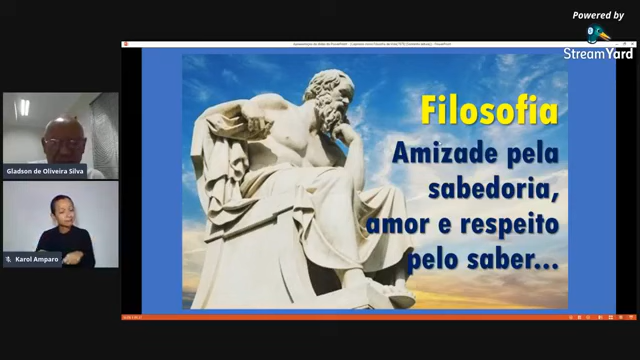 Powered by
StreamYard
Filosofia
Amizade pela
sabedoria,
amor e respeito
pelo saber...
Gladson de Oliveira Silva
Karol Amparo